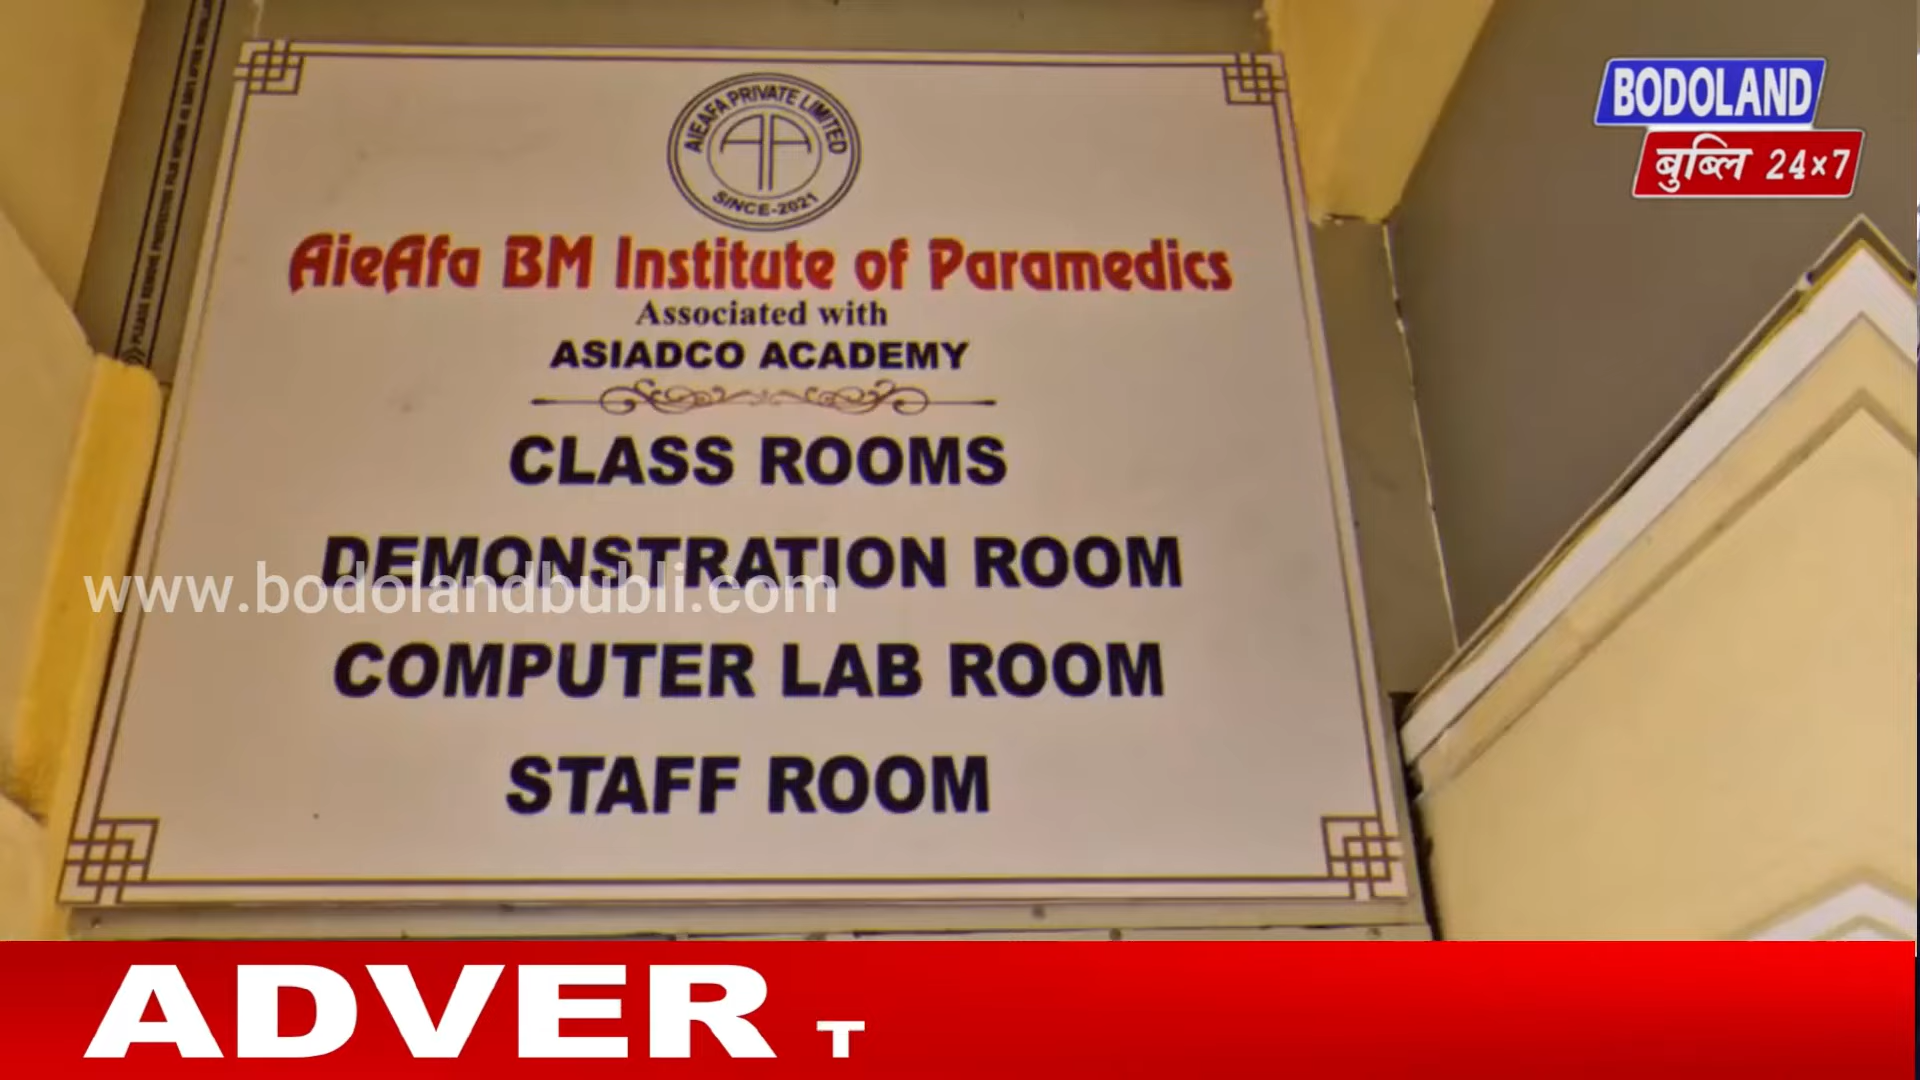 BODOLAND
बुब्लि 24×7
AIEAFA PRIVATE LIMITED
SINCE-2021
AieAfa BM Institute of Paramedics
Associated with
ASIADCO ACADEMY
CLASS ROOMS
DEMONSTRATION ROOM
www.bodolandbubli.com
COMPUTER LAB ROOM
STAFF ROOM
ADVERT